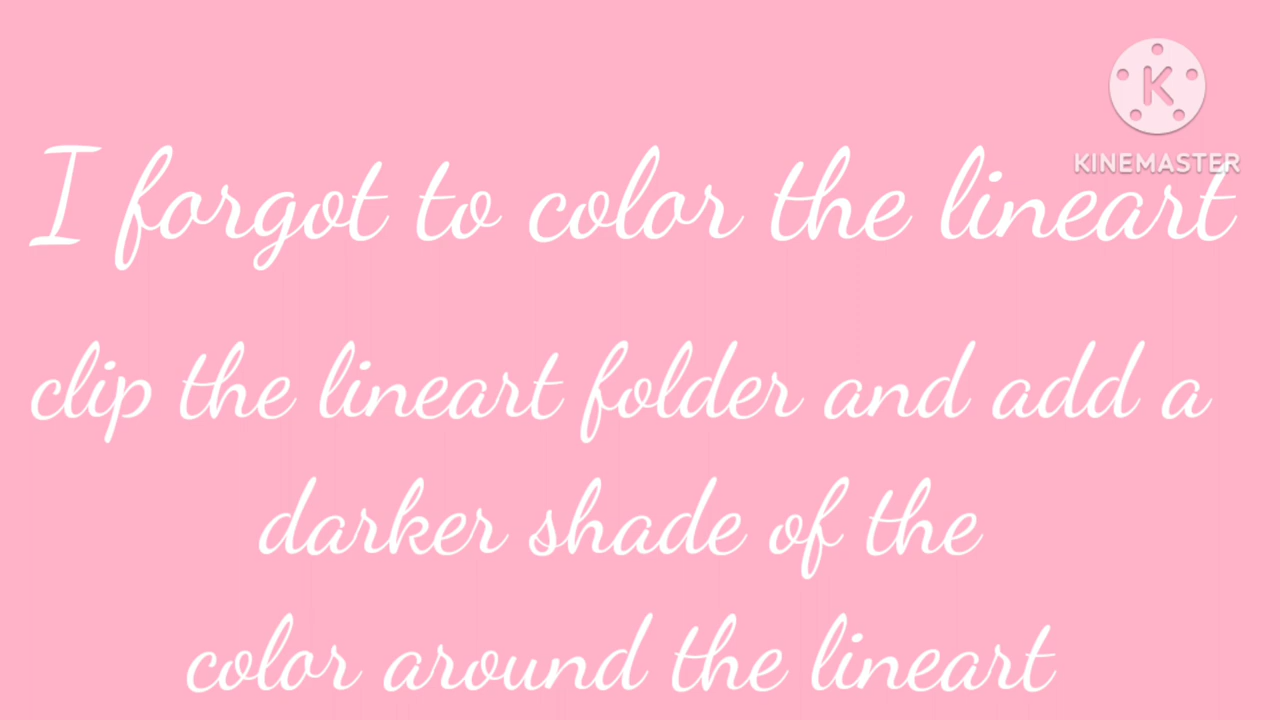 KINEMASTER
I forgot to color the lineart
clip the lineart folder and add a
darker shade of the
color around the lineart